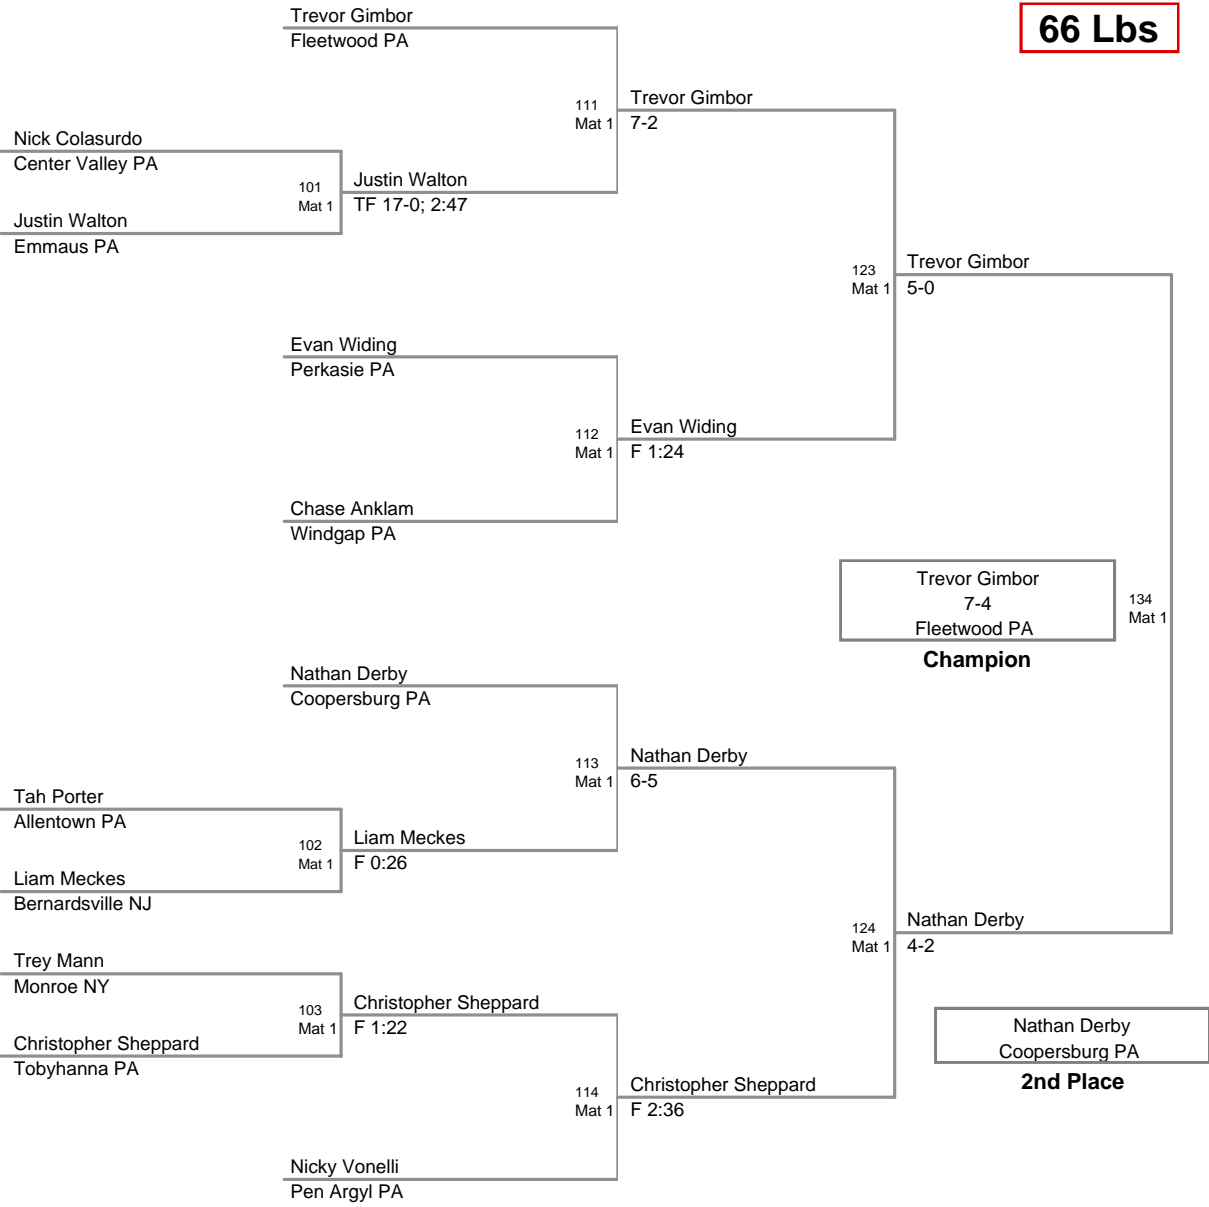 Trevor Gimbor
Fleetwood PA
66 Lbs
111
Mat 1
Trevor Gimbor
7-2
Nick Colasurdo
Center Valley PA
101
Mat 1
Justin Walton
TF 17-0; 2:47
Justin Walton
Emmaus PA
123
Mat 1
Trevor Gimbor
5-0
Evan Widing
Perkasie PA
112
Mat 1
Evan Widing
F 1:24
Chase Anklam
Windgap PA
Trevor Gimbor
7-4
Fleetwood PA
Champion
134
Mat 1
Nathan Derby
Coopersburg PA
113
Mat 1
Nathan Derby
6-5
Tah Porter
Allentown PA
102
Mat 1
Liam Meckes
F 0:26
Liam Meckes
Bernardsville NJ
124
Mat 1
Nathan Derby
4-2
Trey Mann
Monroe NY
103
Mat 1
Christopher Sheppard
F 1:22
Christopher Sheppard
Tobyhanna PA
Nathan Derby
Coopersburg PA
2nd Place
114
Mat 1
Christopher Sheppard
F 2:36
Nicky Vonelli
Pen Argyl PA